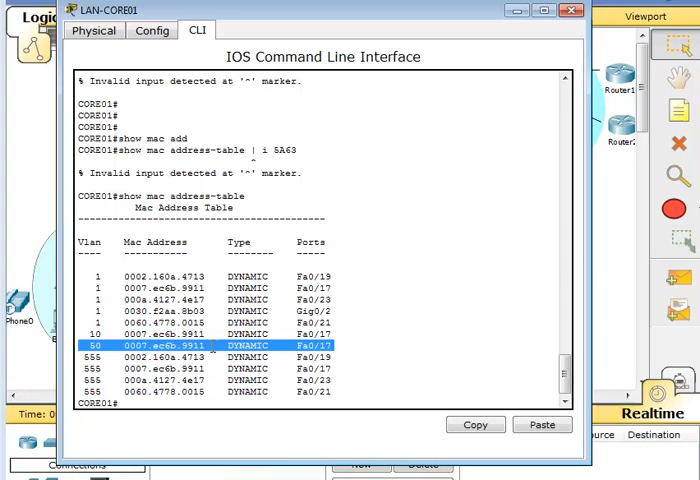 LAN-CORE01
Logic
Viewport
Physical Config CLI
IOS Command Line Interface
% Invalid input detected at '^' marker.
CORE01#
CORE01#
CORE01#
CORE01#show mac add
CORE01#show mac address-table | i 5A63
^
% Invalid input detected at '^' marker.
CORE01#show mac address-table
Mac Address Table
-------------------------------------------
Vlan Mac Address Type Ports
---- ----------- -------- -----
1 0002.160a.4713 DYNAMIC Fa0/19
1 0007.ec6b.9911 DYNAMIC Fa0/17
1 000a.4127.4e17 DYNAMIC Fa0/23
1 0030.f2aa.8b03 DYNAMIC Gig0/2
1 0060.4778.0015 DYNAMIC Fa0/21
10 0007.ec6b.9911 DYNAMIC Fa0/17
50 0007.ec6b.9911 DYNAMIC Fa0/17
555 0002.160a.4713 DYNAMIC Fa0/19
555 0007.ec6b.9911 DYNAMIC Fa0/17
555 000a.4127.4e17 DYNAMIC Fa0/23
555 0060.4778.0015 DYNAMIC Fa0/21
CORE01#
Copy Paste
Router1
Router2
Phone0
Time: 0
Realtime
Connections
New Delete
ource Destination